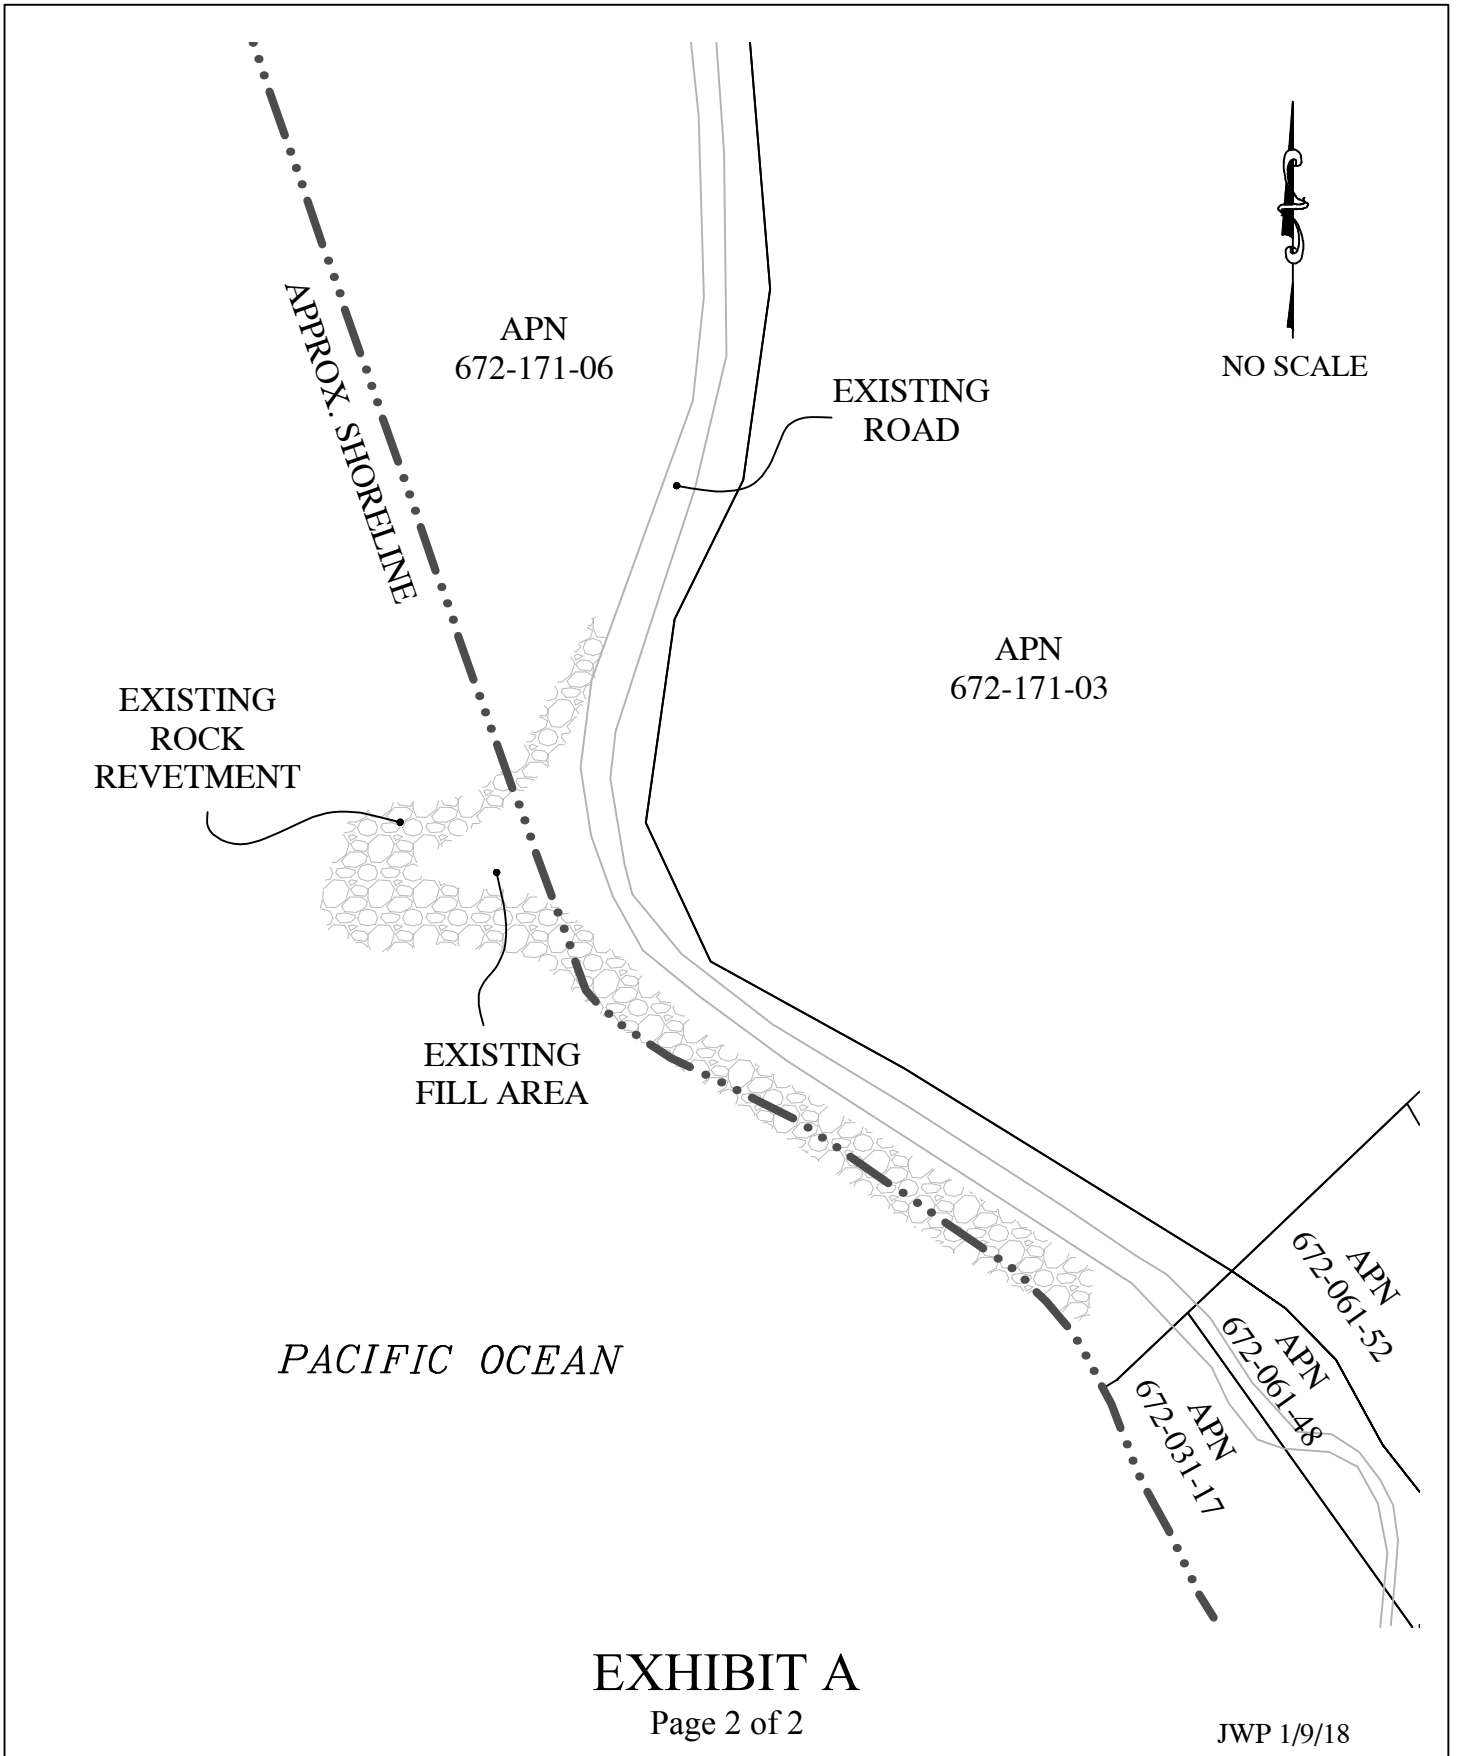 APPROX. SHORELINE
APN
672-171-06
NO SCALE
EXISTING
ROAD
APN
672-171-03
EXISTING
ROCK
REVETMENT
EXISTING
FILL AREA
APN
672-061-52
APN
672-061-48
APN
672-031-17
PACIFIC OCEAN
EXHIBIT A
Page 2 of 2
JWP 1/9/18